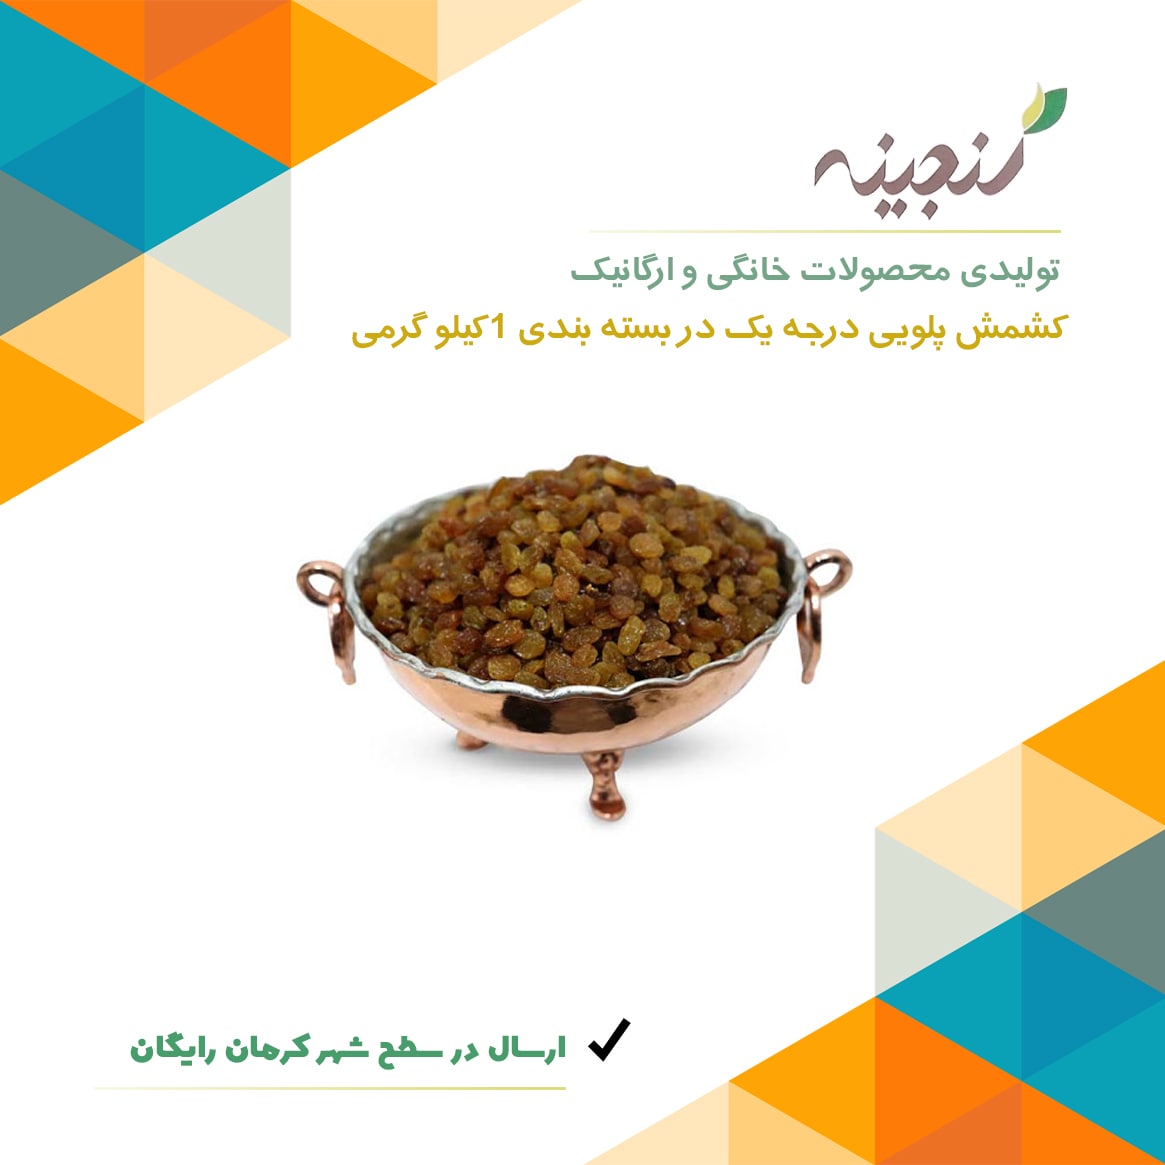 گنجینه
تولیدی محصولات خانگی و ارگانیک
کشمش پلویی درجه یک در بسته بندی 1کیلو گرمی
ارسال در سطح شهر کرمان رایگان